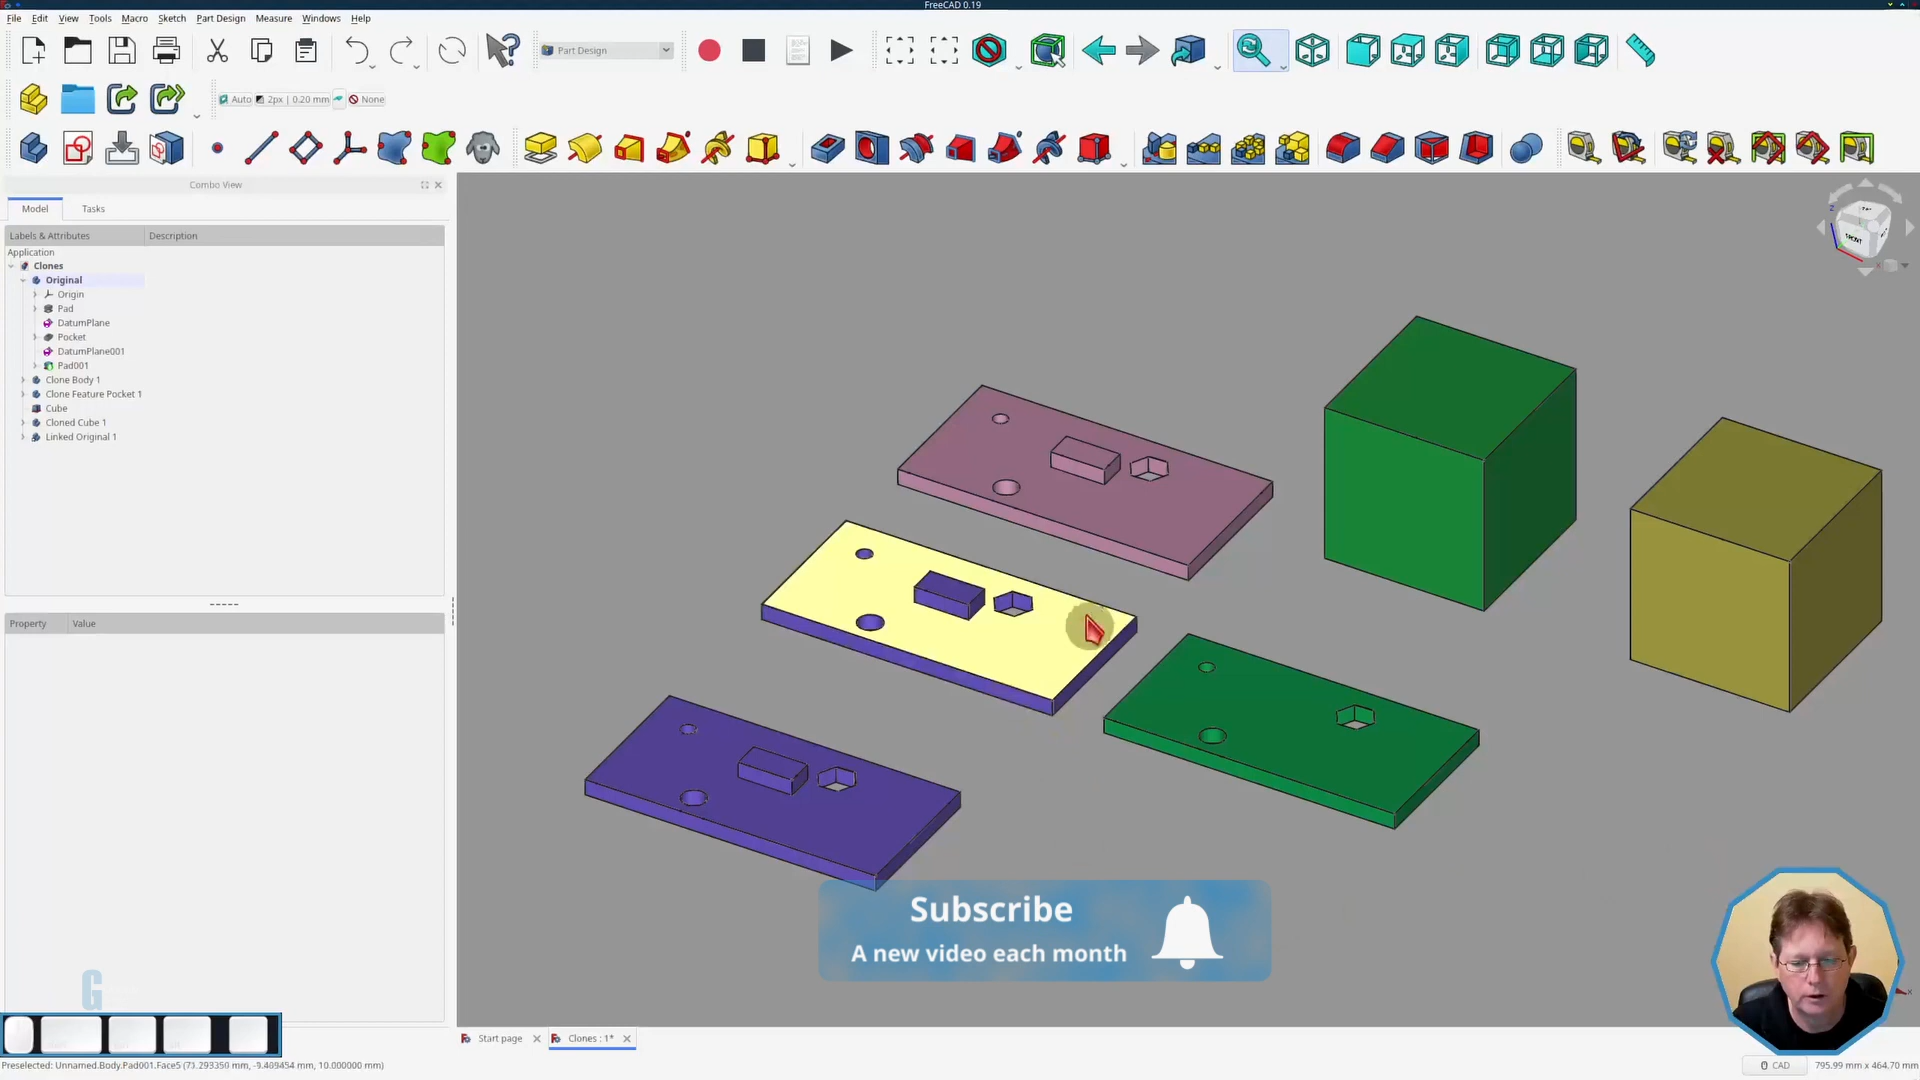 FreeCAD 0.19
File Edit View Tools Macro Sketch Part Design Measure Windows Help
Part Design
Auto 2px | 0.20 mm None
Combo View
Model Tasks
Labels & Attributes Description
Application
Clones
Original
Origin
Pad
DatumPlane
Pocket
DatumPlane001
Pad001
Clone Body 1
Clone Feature Pocket 1
Cube
Cloned Cube 1
Linked Original 1
FRONT
Property Value
Subscribe
A new video each month
G
Start page Clones : 1*
Preselected: Unnamed.Body.Pad001.Face5 (71.293350 mm, -9.409454 mm, 10.000000 mm)
CAD 795.99 mm x 464.70 mm